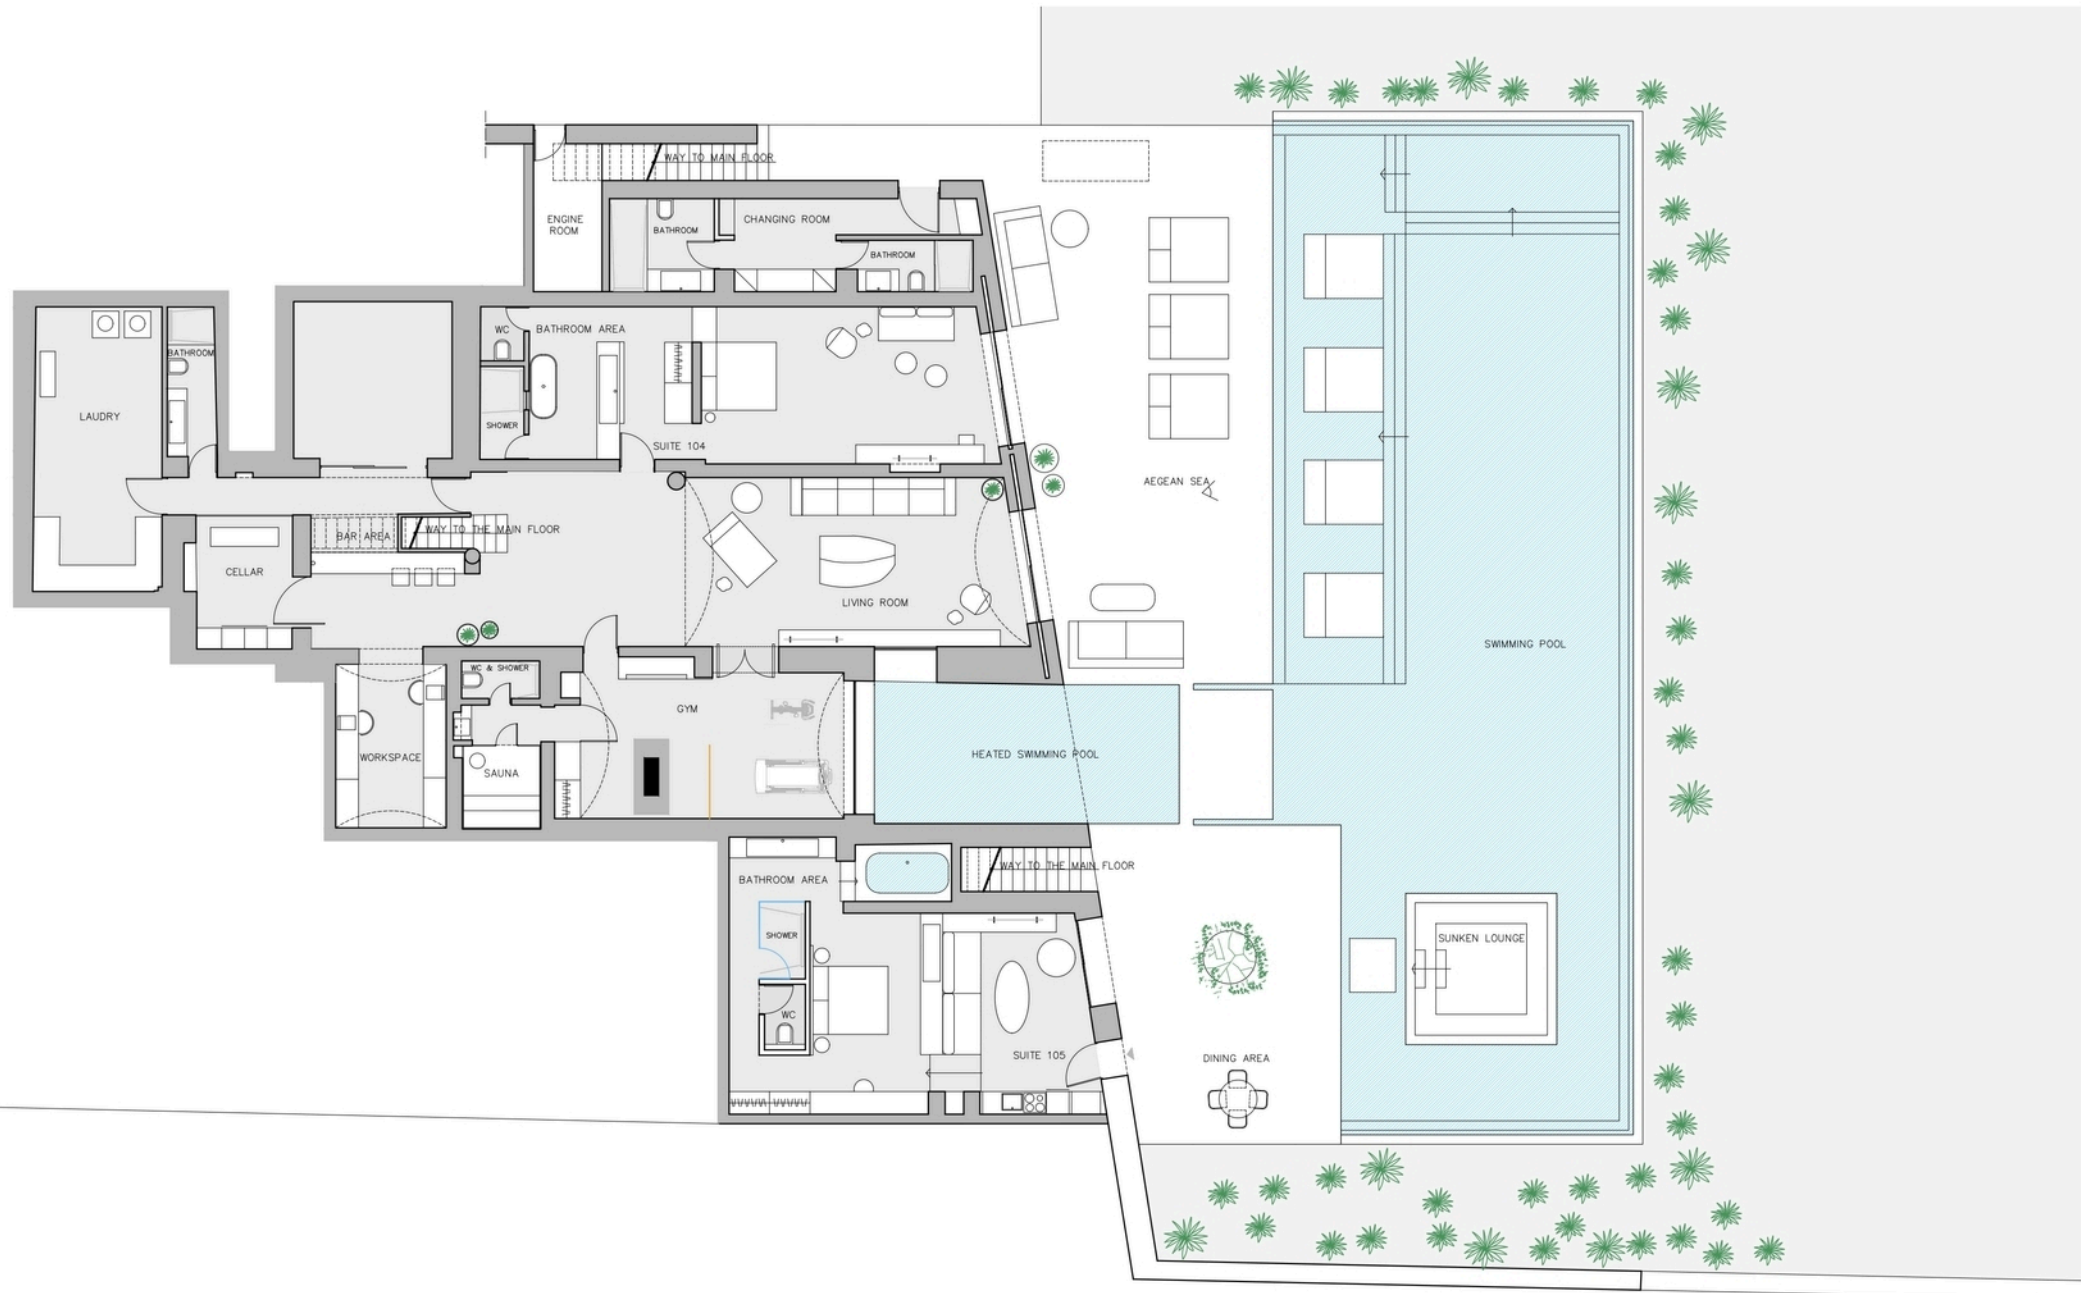 WAY TO MAIN FLOOR
ENGINE
ROOM
BATHROOM
CHANGING ROOM
BATHROOM
WC
BATHROOM AREA
BATHROOM
LAUDRY
SHOWER
SUITE 104
AEGEAN SEA
BAR AREA
WAY TO THE MAIN FLOOR
CELLAR
LIVING ROOM
SWIMMING POOL
WC & SHOWER
GYM
WORKSPACE
SAUNA
HEATED SWIMMING POOL
BATHROOM AREA
WAY TO THE MAIN FLOOR
SHOWER
SUNKEN LOUNGE
WC
SUITE 105
DINING AREA